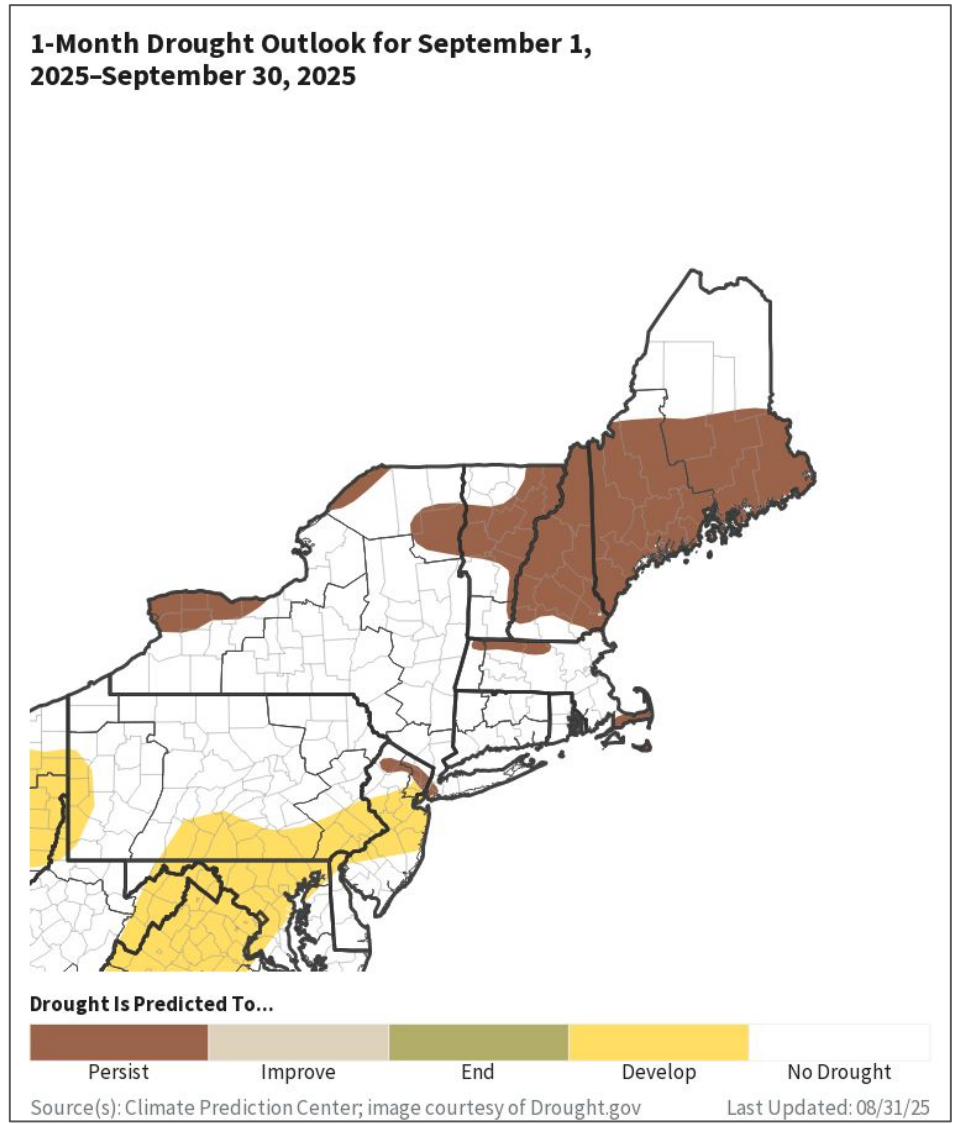 1-Month Drought Outlook for September 1,
2025–September 30, 2025
Drought Is Predicted To...
Persist
Improve
End
Develop
No Drought
Source(s): Climate Prediction Center; image courtesy of Drought.gov
Last Updated: 08/31/25